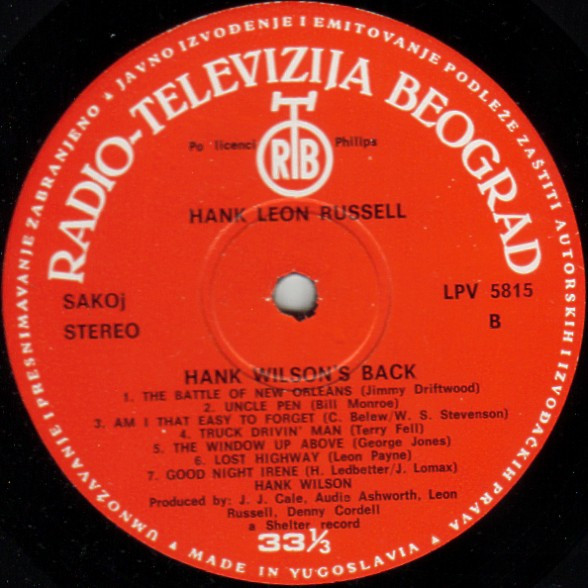 UMNOŽAVANJE I PRESNIMAVANJE ZABRANJENO ▲ JAVNO IZVOĐENJE I EMITOVANJE PODLEŽE ZAŠTITI AUTORSKIH I IZVOĐAČKIH PRAVA ▲
RADIO-TELEVIZIJA BEOGRAD
Po licenci RTB Philips
HANK LEON RUSSELL
SAKOj
STEREO
LPV 5815
B
HANK WILSON'S BACK
1. THE BATTLE OF NEW ORLEANS (Jimmy Driftwood)
2. UNCLE PEN (Bill Monroe)
3. AM I THAT EASY TO FORGET (C. Belew/W. S. Stevenson)
4. TRUCK DRIVIN' MAN (Terry Fell)
5. THE WINDOW UP ABOVE (George Jones)
6. LOST HIGHWAY (Leon Payne)
7. GOOD NIGHT IRENE (H. Ledbetter/J. Lomax)
HANK WILSON
Produced by: J. J. Cale, Audie Ashworth, Leon
Russell, Denny Cordell
a Shelter record
33⅓
▲ MADE IN YUGOSLAVIA ▲